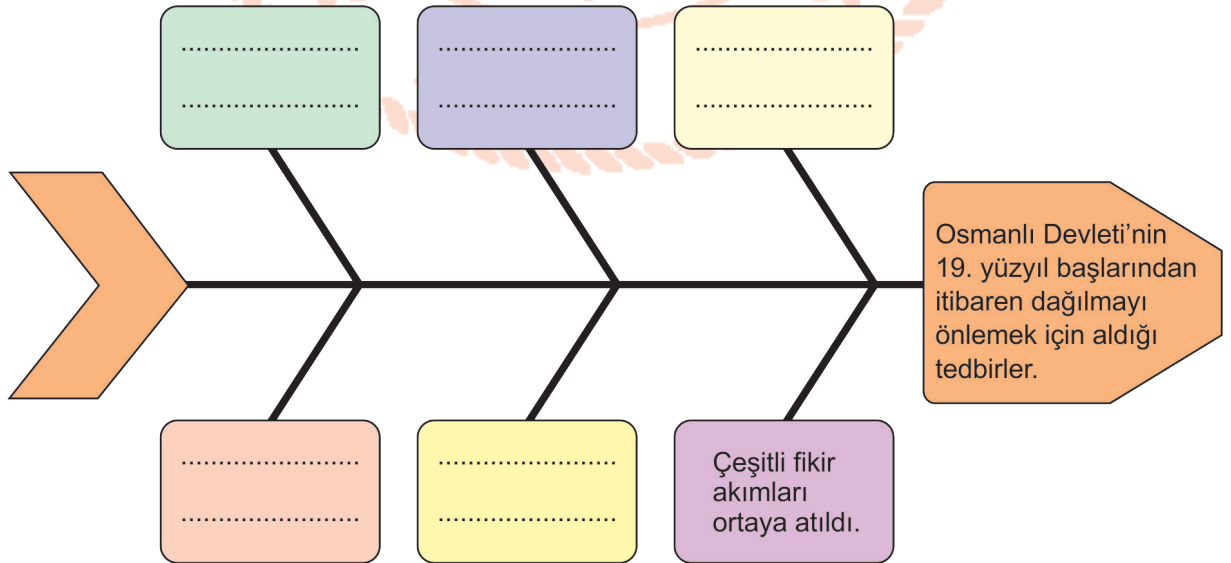 ........................
........................
........................
........................
........................
........................
Osmanlı Devleti’nin
19. yüzyıl başlarından
itibaren dağılmayı
önlemek için aldığı
tedbirler.
........................
........................
........................
........................
Çeşitli fikir
akımları
ortaya atıldı.